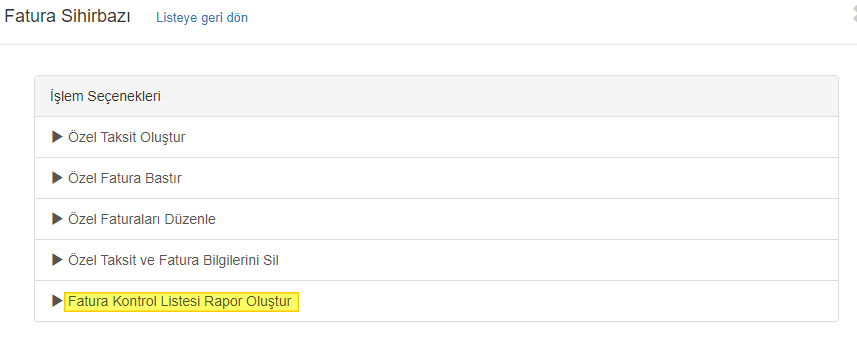 Fatura Sihirbazı Listeye geri dön
İşlem Seçenekleri
Özel Taksit Oluştur
Özel Fatura Bastır
Özel Faturaları Düzenle
Özel Taksit ve Fatura Bilgilerini Sil
Fatura Kontrol Listesi Rapor Oluştur